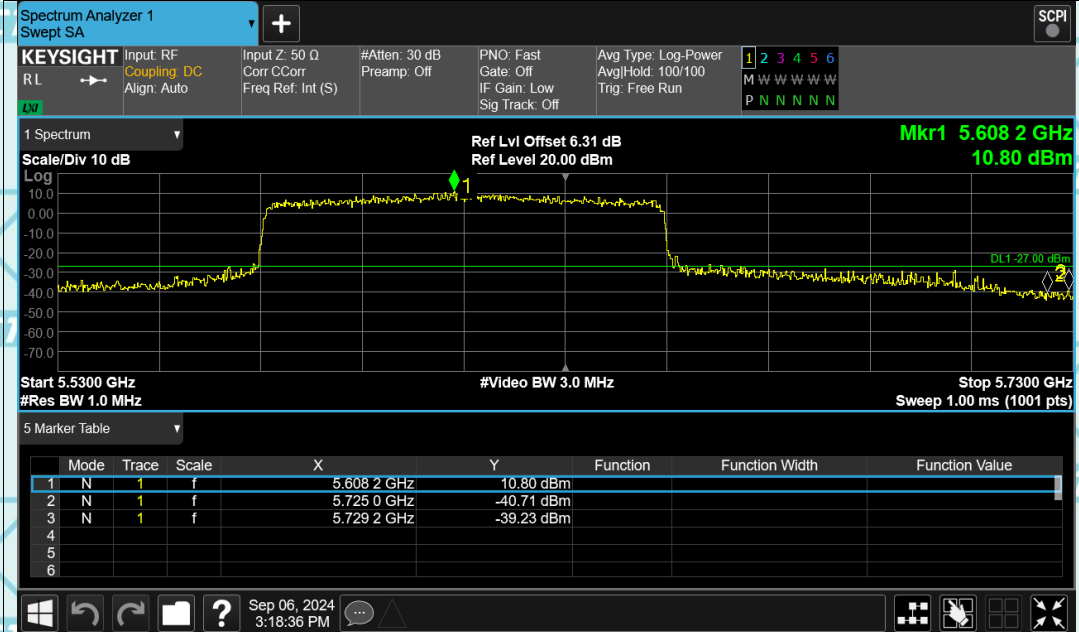 Spectrum Analyzer 1
Swept SA
+
SCPI
KEYSIGHT
R L
LXI
Input: RF
Coupling: DC
Align: Auto
Input Z: 50 Ω
Corr CCorr
Freq Ref: Int (S)
#Atten: 30 dB
Preamp: Off
PNO: Fast
Gate: Off
IF Gain: Low
Sig Track: Off
Avg Type: Log-Power
Avg|Hold: 100/100
Trig: Free Run
1 2 3 4 5 6
M W W W W W
P N N N N N
1 Spectrum
Scale/Div 10 dB
Ref Lvl Offset 6.31 dB
Ref Level 20.00 dBm
Mkr1 5.608 2 GHz
10.80 dBm
Log
10.0
0.00
-10.0
-20.0
-30.0
-40.0
-50.0
-60.0
-70.0
1
DL1 -27.00 dBm
2
Start 5.5300 GHz
#Video BW 3.0 MHz
Stop 5.7300 GHz
#Res BW 1.0 MHz
Sweep 1.00 ms (1001 pts)
5 Marker Table
Mode Trace Scale X Y Function Function Width Function Value
1 N 1 f 5.608 2 GHz 10.80 dBm
2 N 1 f 5.725 0 GHz -40.71 dBm
3 N 1 f 5.729 2 GHz -39.23 dBm
4
5
6
?
Sep 06, 2024
3:18:36 PM